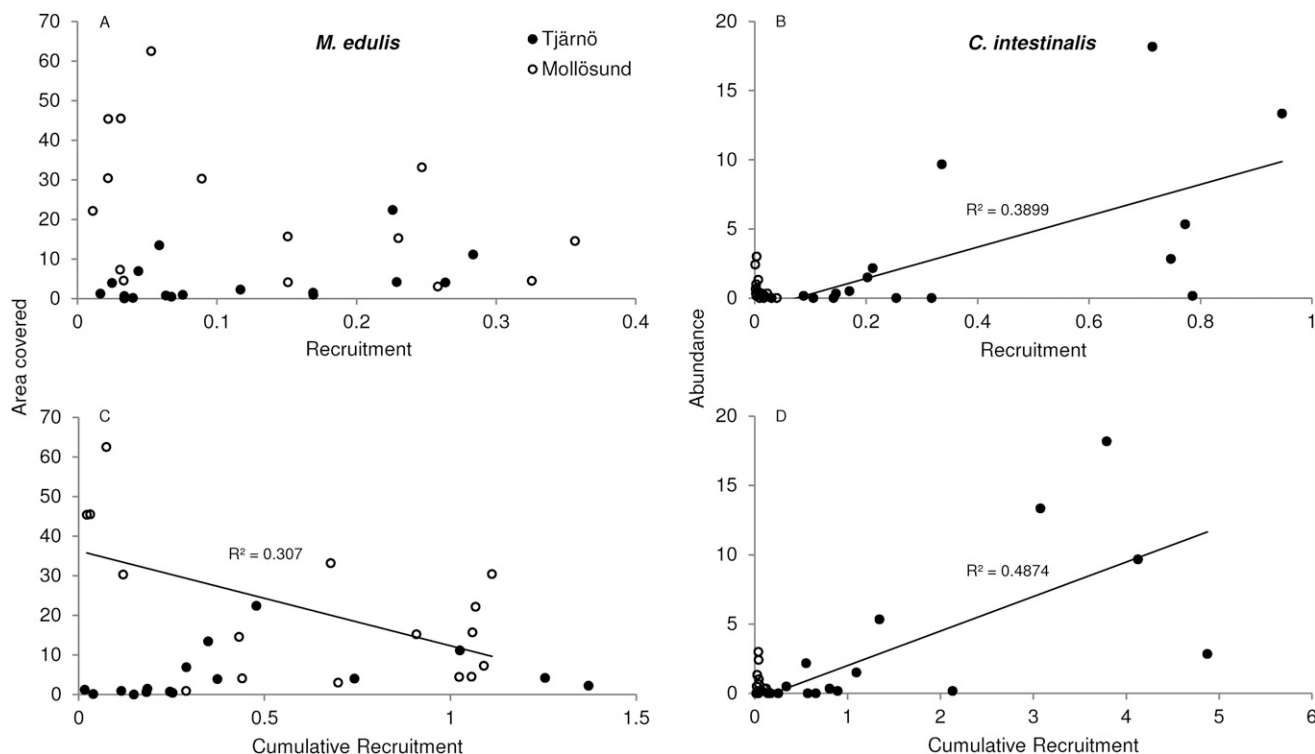 A
M. edulis
Tjärnö
Mollösund
70
60
50
40
30
20
10
0
0
0.1
0.2
0.3
0.4
Recruitment
Area covered
B
C. intestinalis
20
15
10
5
0
R² = 0.3899
0
0.2
0.4
0.6
0.8
1
Recruitment
Abundance
C
70
60
50
40
30
20
10
0
R² = 0.307
0
0.5
1
1.5
Cumulative Recruitment
D
20
15
10
5
0
R² = 0.4874
0
1
2
3
4
5
6
Cumulative Recruitment